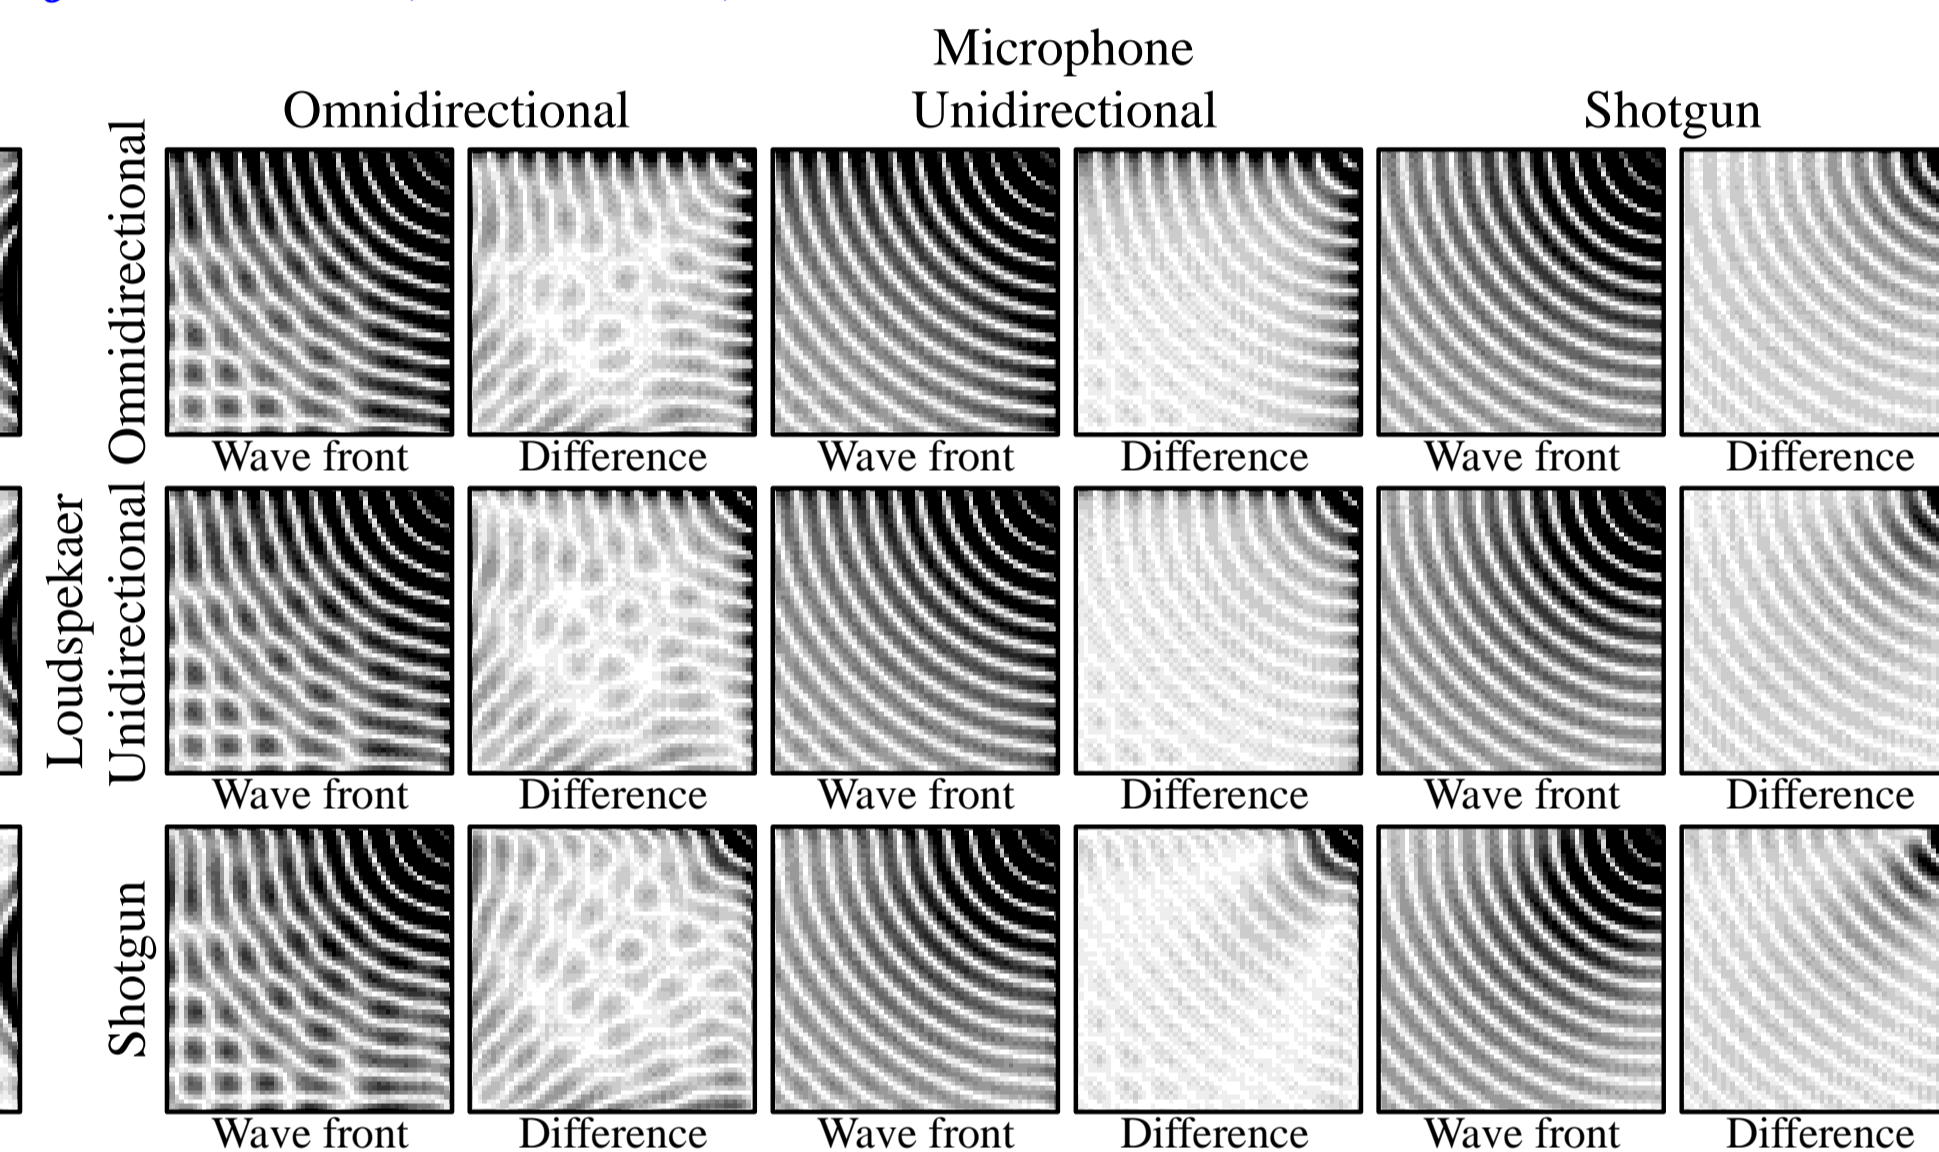 Microphone
Omnidirectional Unidirectional Shotgun
Loudspekaer
Omnidirectional
Wave front Difference Wave front Difference Wave front Difference
Unidirectional
Wave front Difference Wave front Difference Wave front Difference
Shotgun
Wave front Difference Wave front Difference Wave front Difference